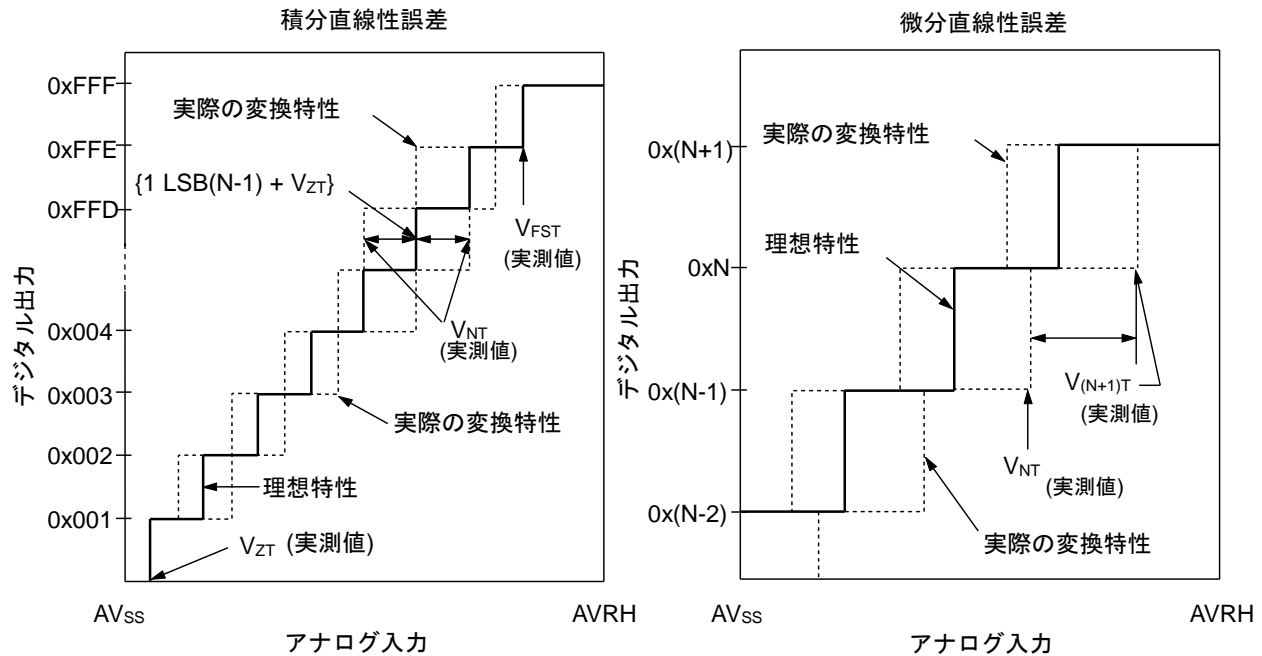 積分直線性誤差
0xFFF
実際の変換特性
0xFFE
{1 LSB(N-1) + VZT}
0xFFD
VFST
(実測値)
デジタル出力
0x004
VNT
(実測値)
0x003
実際の変換特性
0x002
理想特性
0x001
VZT (実測値)
AVSS
AVRH
アナログ入力
微分直線性誤差
実際の変換特性
0x(N+1)
理想特性
0xN
デジタル出力
V(N+1)T
(実測値)
0x(N-1)
VNT
(実測値)
0x(N-2)
実際の変換特性
AVSS
AVRH
アナログ入力